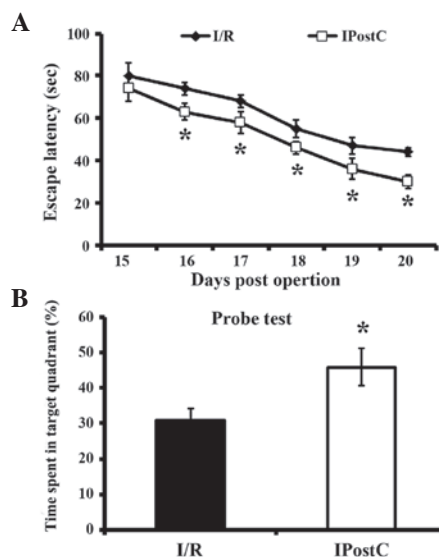 A
I/R
IPostC
Escape latency (sec)
100
80
60
40
20
0
*
*
*
*
*
15 16 17 18 19 20
Days post opertion
B
Probe test
Time spent in target quadrant (%)
60
50
40
30
20
10
0
*
I/R
IPostC